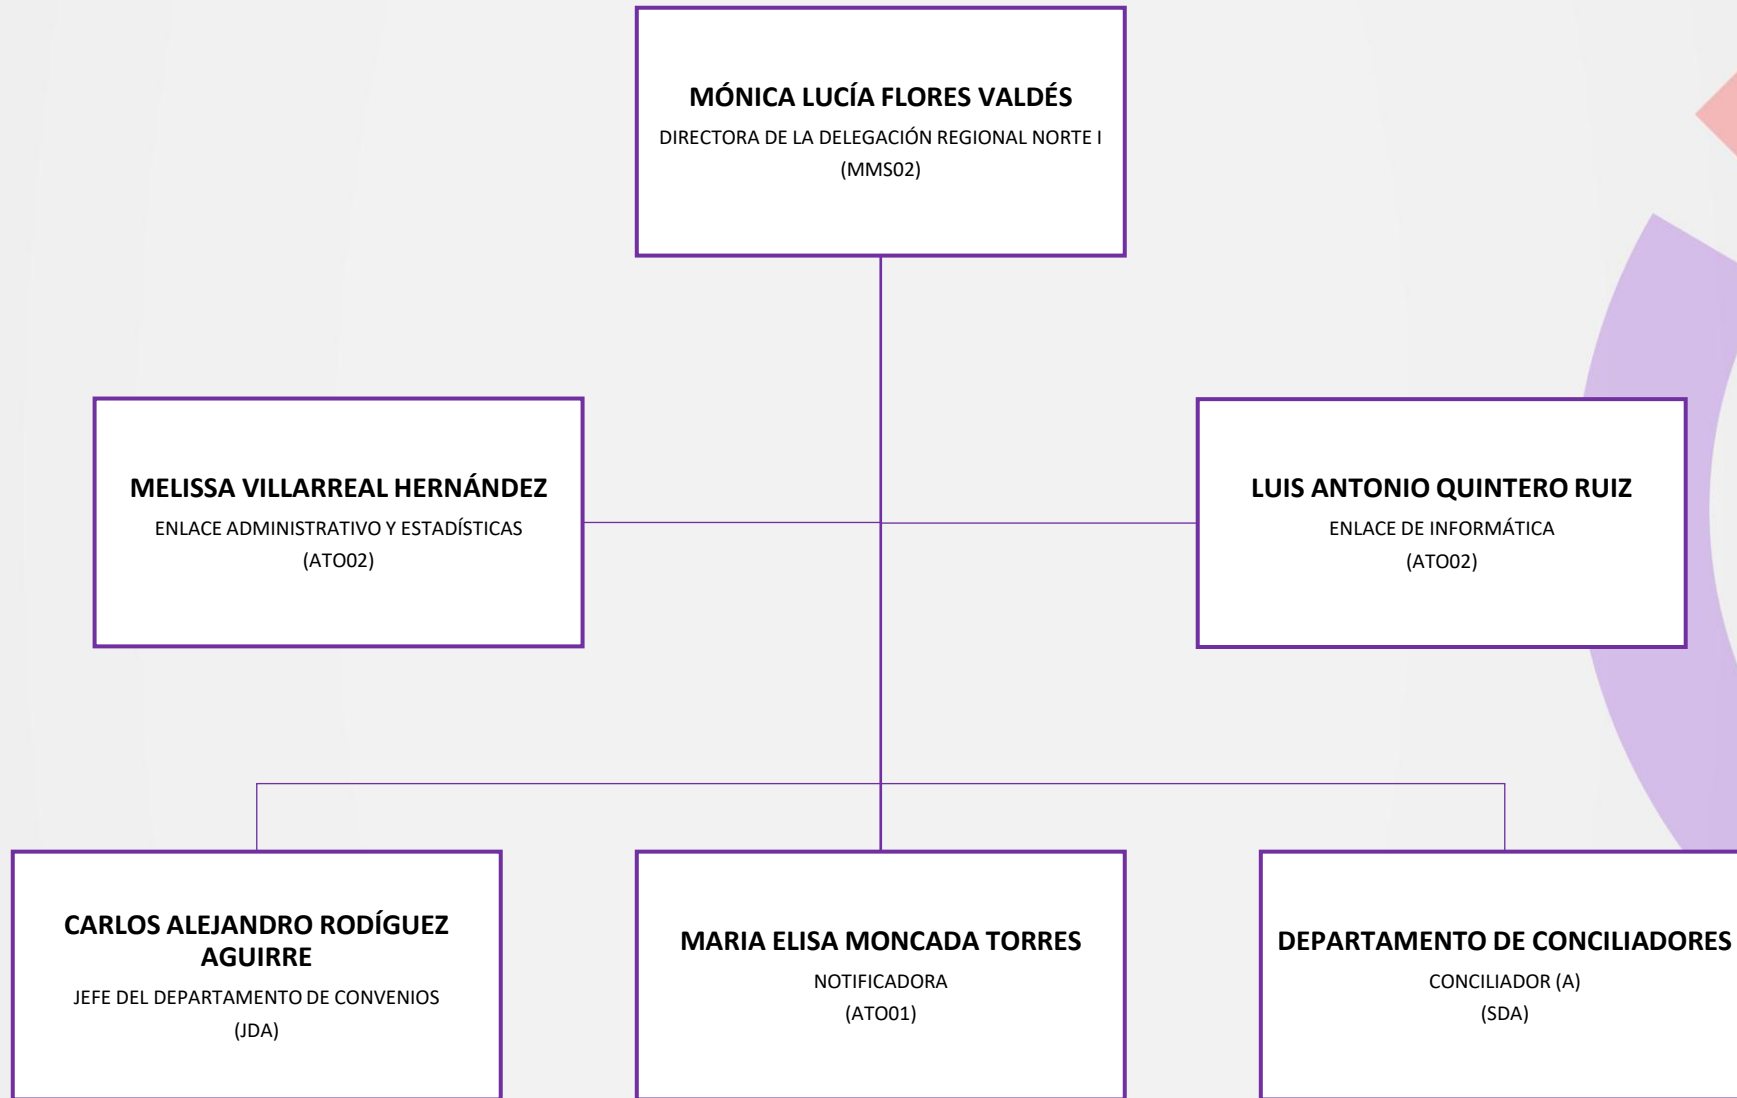 MÓNICA LUCÍA FLORES VALDÉS
DIRECTORA DE LA DELEGACIÓN REGIONAL NORTE I
(MMS02)
MELISSA VILLARREAL HERNÁNDEZ
ENLACE ADMINISTRATIVO Y ESTADÍSTICAS
(ATO02)
LUIS ANTONIO QUINTERO RUIZ
ENLACE DE INFORMÁTICA
(ATO02)
CARLOS ALEJANDRO RODÍGUEZ
AGUIRRE
JEFE DEL DEPARTAMENTO DE CONVENIOS
(JDA)
MARIA ELISA MONCADA TORRES
NOTIFICADORA
(ATO01)
DEPARTAMENTO DE CONCILIADORES
CONCILIADOR (A)
(SDA)